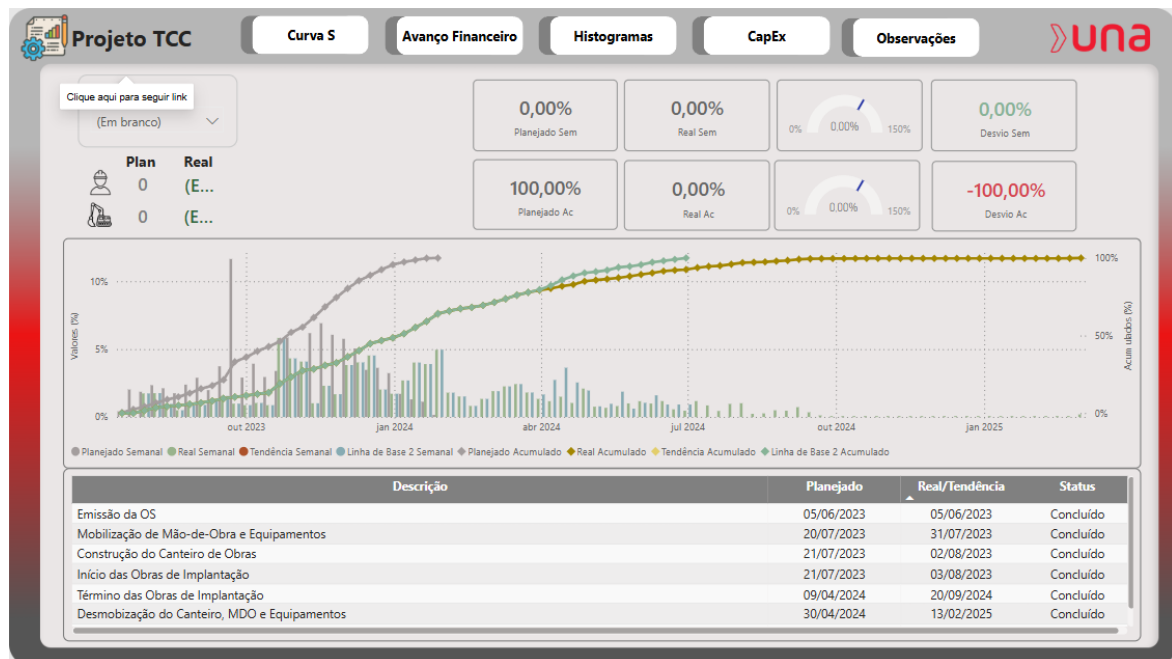 Projeto TCC
Curva S
Avanço Financeiro
Histogramas
CapEx
Observações
una
Clique aqui para seguir link
(Em branco)
Plan Real
0 (E...
0 (E...
0,00%
Planejado Sem
0,00%
Real Sem
0% 0.00% 150%
0,00%
Desvio Sem
100,00%
Planejado Ac
0,00%
Real Ac
0% 0.00% 150%
-100,00%
Desvio Ac
Valores (%)
10%
5%
0%
100%
50%
0%
Acumulados (%)
out 2023 jan 2024 abr 2024 jul 2024 out 2024 jan 2025
Planejado Semanal Real Semanal Tendência Semanal Linha de Base 2 Semanal Planejado Acumulado Real Acumulado Tendência Acumulado Linha de Base 2 Acumulado
Descrição Planejado Real/Tendência Status
Emissão da OS 05/06/2023 05/06/2023 Concluído
Mobilização de Mão-de-Obra e Equipamentos 20/07/2023 31/07/2023 Concluído
Construção do Canteiro de Obras 21/07/2023 02/08/2023 Concluído
Início das Obras de Implantação 21/07/2023 03/08/2023 Concluído
Término das Obras de Implantação 09/04/2024 20/09/2024 Concluído
Desmobização do Canteiro, MDO e Equipamentos 30/04/2024 13/02/2025 Concluído